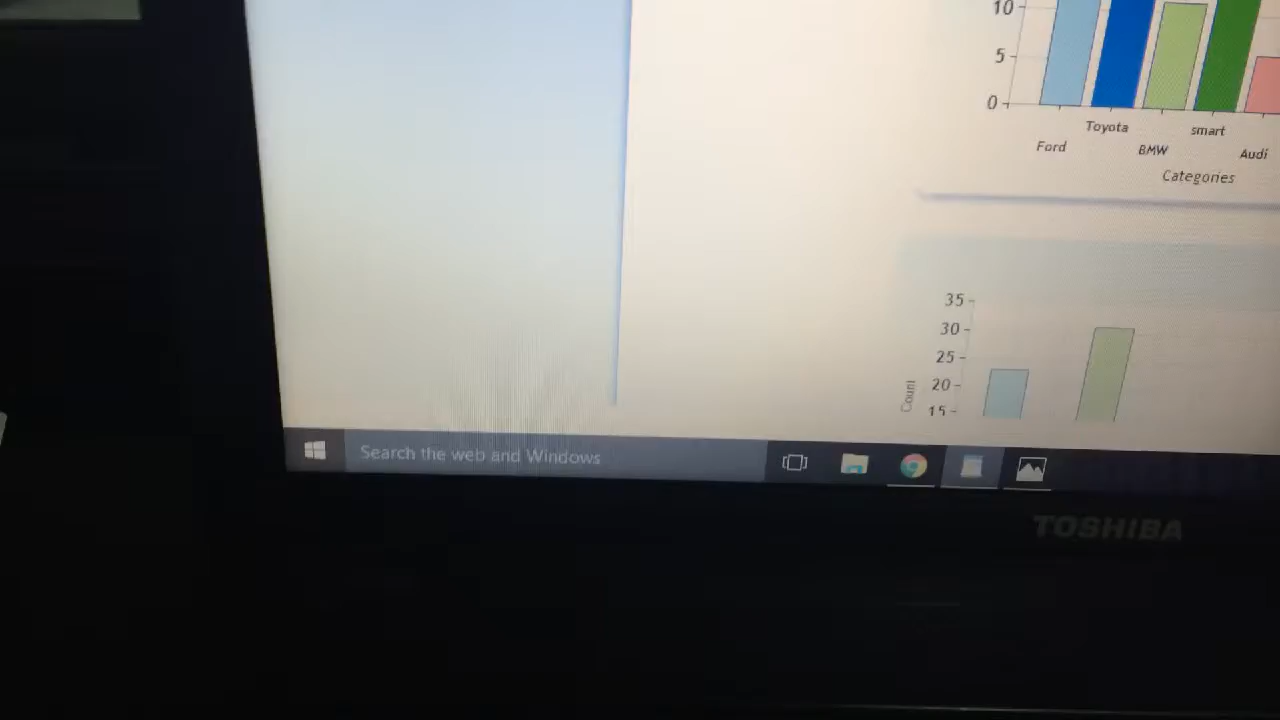 10
5
0
Toyota
smart
Ford
BMW
Audi
Categories
35
30
25
20
15
Count
Search the web and Windows
TOSHIBA